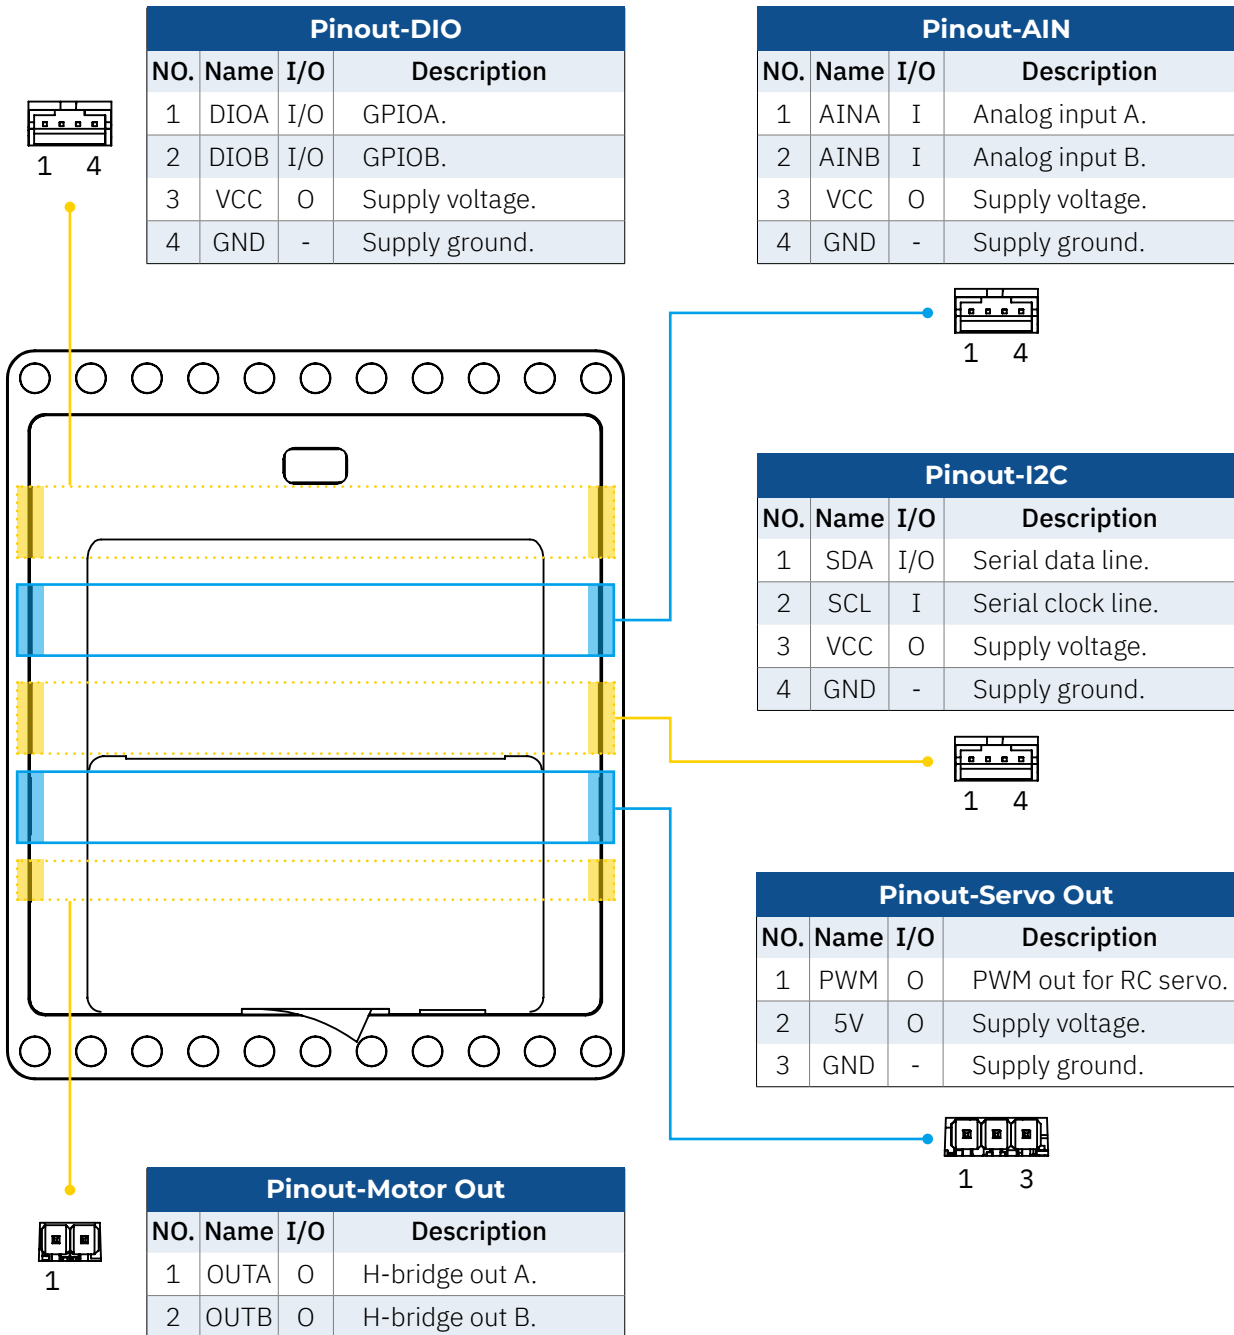 Pinout-DIO
NO. Name I/O Description
1 DIOA I/O GPIOA.
2 DIOB I/O GPIOB.
3 VCC O Supply voltage.
4 GND - Supply ground.
1 4
Pinout-AIN
NO. Name I/O Description
1 AINA I Analog input A.
2 AINB I Analog input B.
3 VCC O Supply voltage.
4 GND - Supply ground.
1 4
Pinout-I2C
NO. Name I/O Description
1 SDA I/O Serial data line.
2 SCL I Serial clock line.
3 VCC O Supply voltage.
4 GND - Supply ground.
1 4
Pinout-Servo Out
NO. Name I/O Description
1 PWM O PWM out for RC servo.
2 5V O Supply voltage.
3 GND - Supply ground.
1 3
Pinout-Motor Out
NO. Name I/O Description
1 OUTA O H-bridge out A.
2 OUTB O H-bridge out B.
1